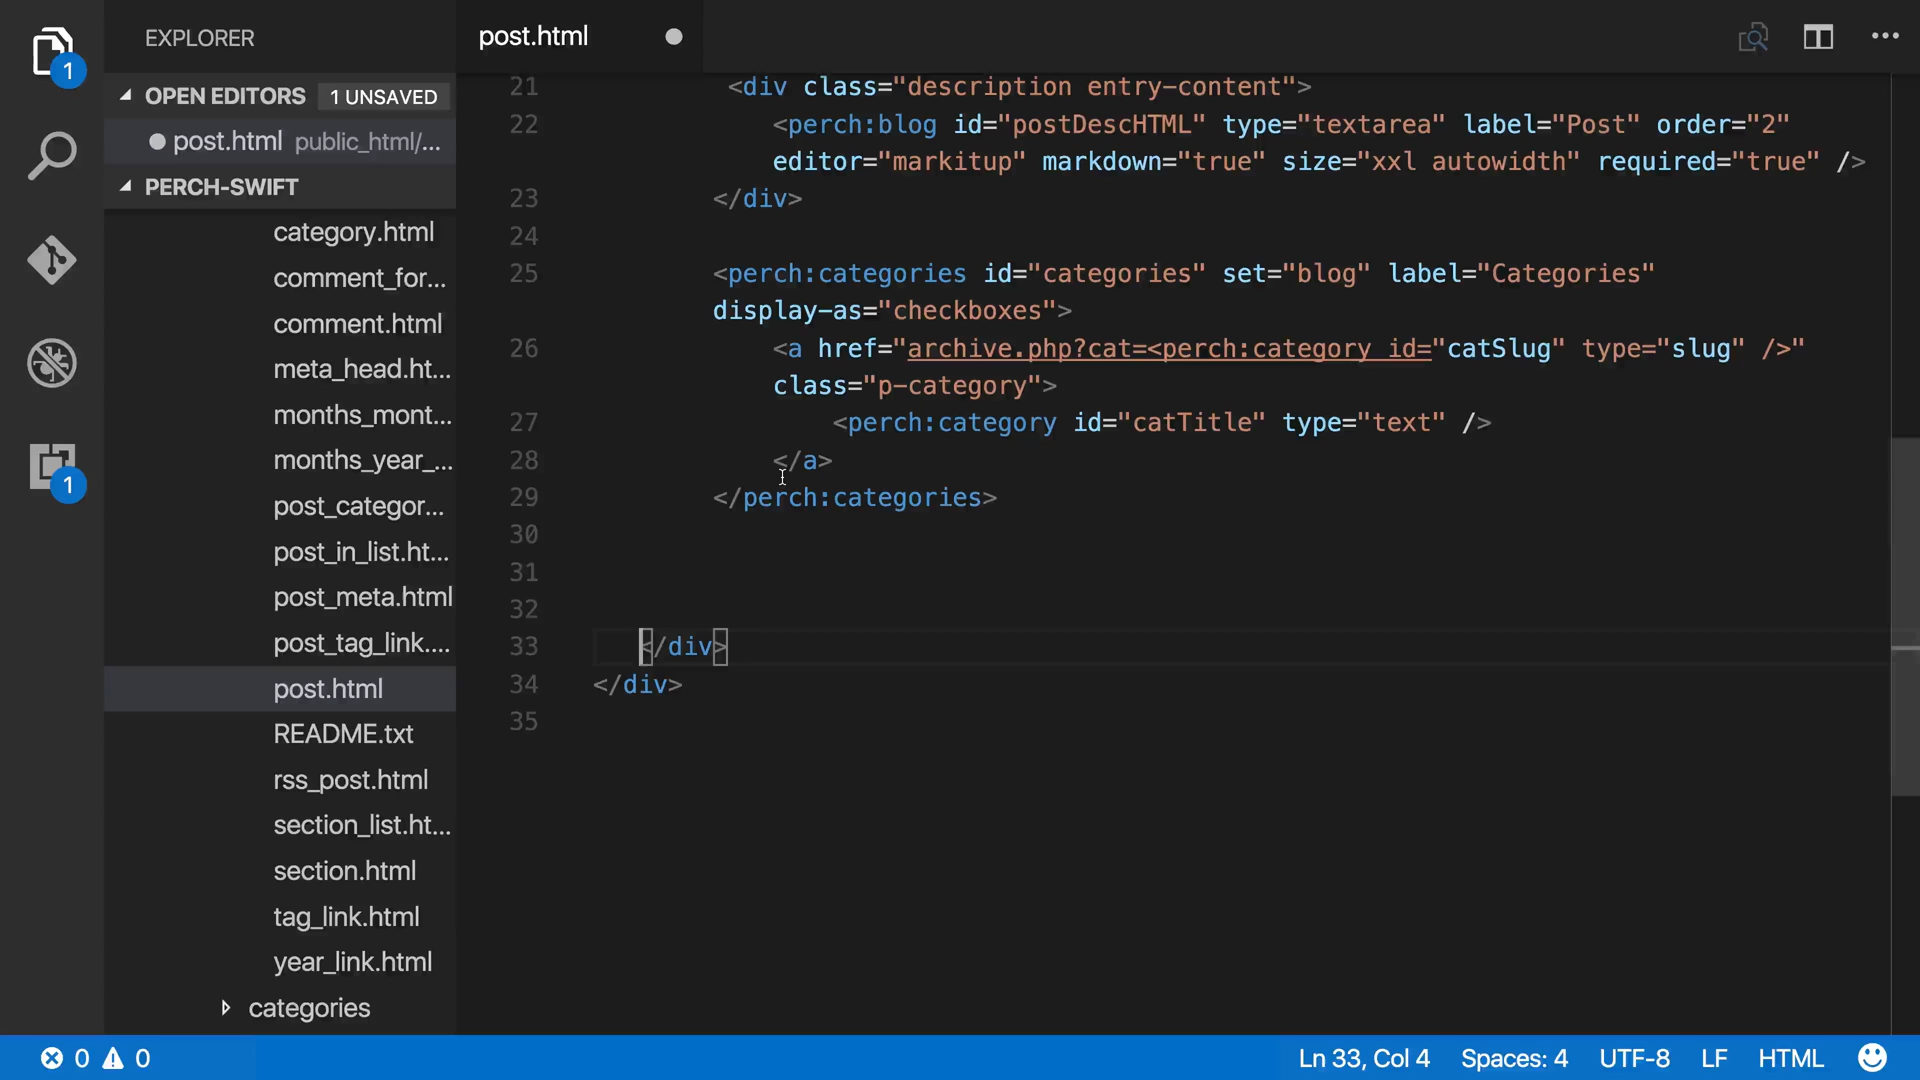 EXPLORER
1
OPEN EDITORS 1 UNSAVED
post.html public_html/...
PERCH-SWIFT
category.html
comment_for...
comment.html
meta_head.ht...
months_mont...
months_year_...
1
post_categor...
post_in_list.ht...
post_meta.html
post_tag_link....
post.html
README.txt
rss_post.html
section_list.ht...
section.html
tag_link.html
year_link.html
categories
post.html
21 <div class="description entry-content">
22 <perch:blog id="postDescHTML" type="textarea" label="Post" order="2"
editor="markitup" markdown="true" size="xxl autowidth" required="true" />
23 </div>
24
25 <perch:categories id="categories" set="blog" label="Categories"
display-as="checkboxes">
26 <a href="archive.php?cat=<perch:category id="catSlug" type="slug" />"
class="p-category">
27 <perch:category id="catTitle" type="text" />
28 </a>
29 </perch:categories>
30
31
32
33 </div>
34 </div>
35
0 0 Ln 33, Col 4 Spaces: 4 UTF-8 LF HTML